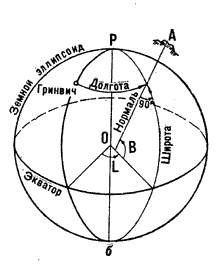 A
P
Земной эллипсоид
Гринвич
Долгота
Нормаль
90°
O
B
Широта
L
Экватор
б